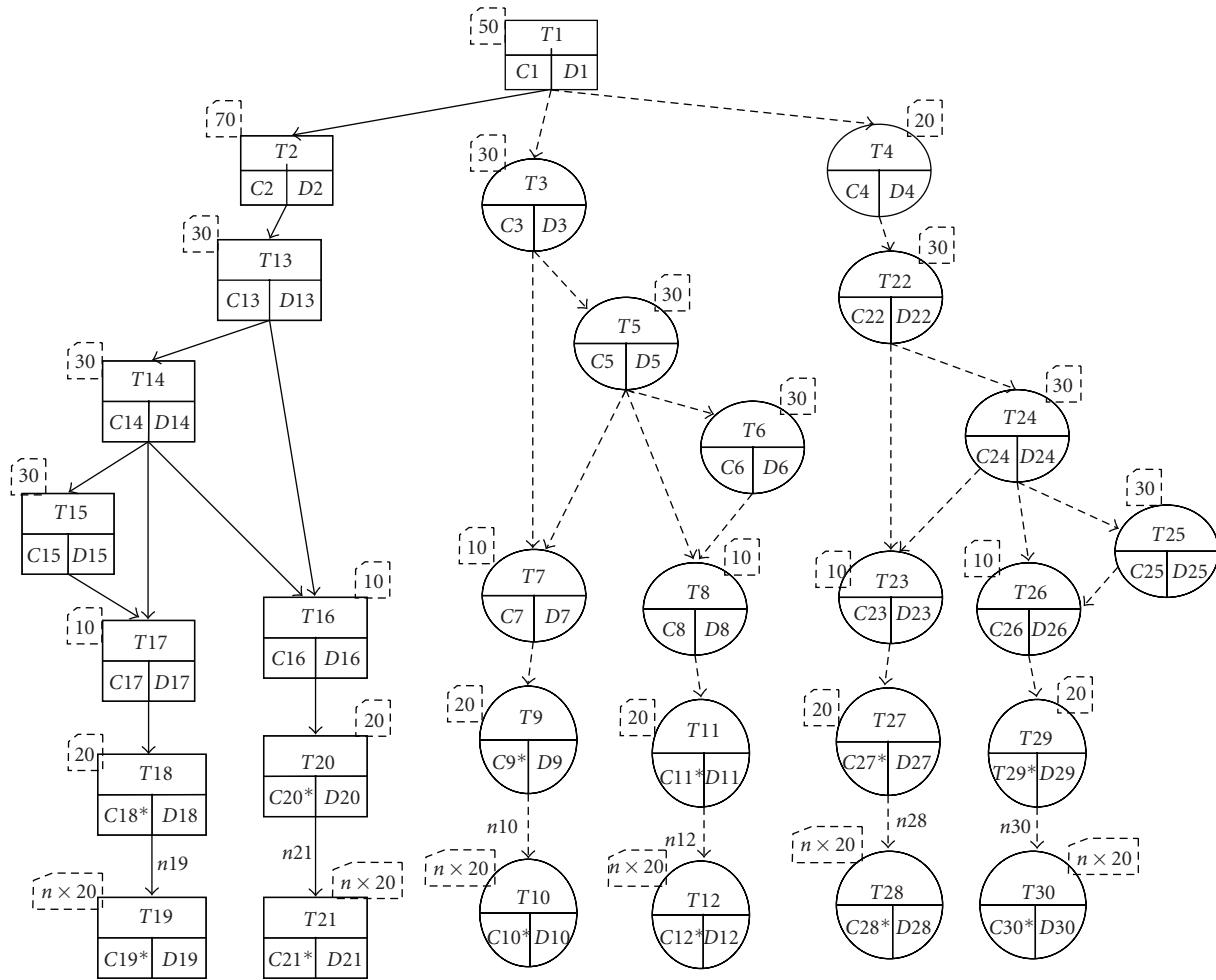 50
T1
C1 D1
70
T2
C2 D2
30
T3
C3 D3
20
T4
C4 D4
30
T13
C13 D13
30
T22
C22 D22
30
T5
C5 D5
30
T14
C14 D14
30
T6
C6 D6
30
T24
C24 D24
30
T15
C15 D15
30
T25
C25 D25
10
T7
C7 D7
10
T8
C8 D8
10
T23
C23 D23
10
T26
C26 D26
10
T17
C17 D17
10
T16
C16 D16
20
T9
C9* D9
20
T11
C11* D11
20
T27
C27* D27
20
T29
T29* D29
20
T18
C18* D18
20
T20
C20* D20
n19
n21
n10
n12
n28
n30
n × 20
T19
C19* D19
n × 20
T21
C21* D21
n × 20
T10
C10* D10
n × 20
T12
C12* D12
n × 20
T28
C28* D28
n × 20
T30
C30* D30